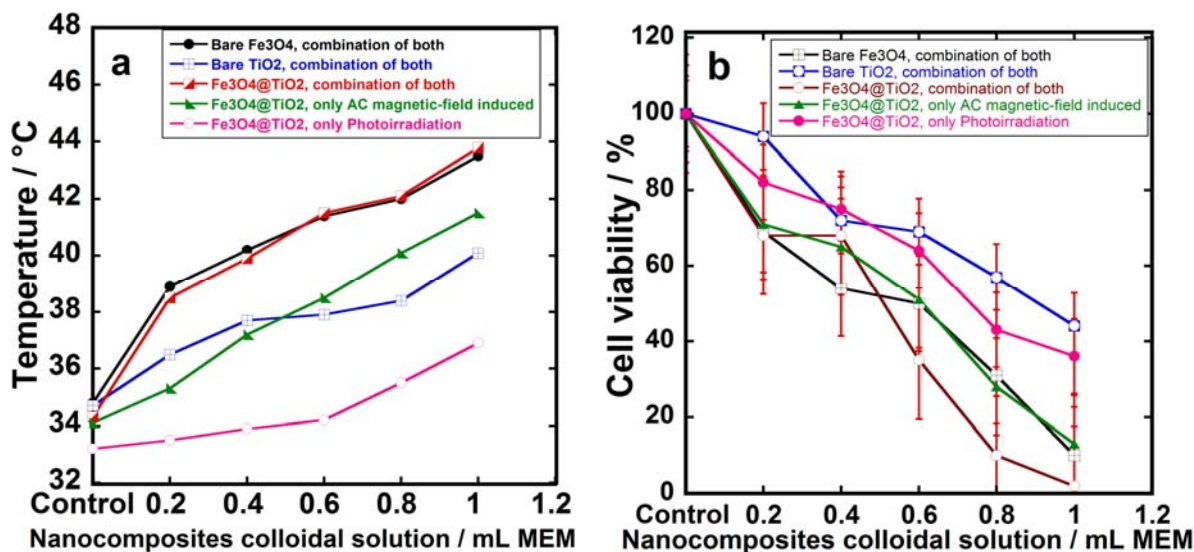 a
Bare Fe3O4, combination of both
Bare TiO2, combination of both
Fe3O4@TiO2, combination of both
Fe3O4@TiO2, only AC magnetic-field induced
Fe3O4@TiO2, only Photoirradiation
Temperature / °C
48
46
44
42
40
38
36
34
32
Control 0.2 0.4 0.6 0.8 1 1.2
Nanocomposites colloidal solution / mL MEM
b
Bare Fe3O4, combination of both
Bare TiO2, combination of both
Fe3O4@TiO2, combination of both
Fe3O4@TiO2, only AC magnetic-field induced
Fe3O4@TiO2, only Photoirradiation
Cell viability / %
120
100
80
60
40
20
0
Control 0.2 0.4 0.6 0.8 1 1.2
Nanocomposites colloidal solution / mL MEM